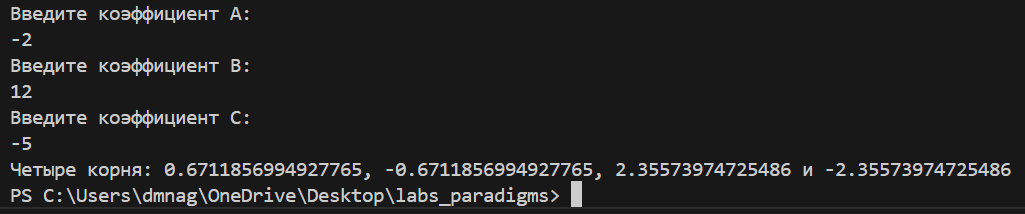 Введите коэффициент A:
-2
Введите коэффициент B:
12
Введите коэффициент C:
-5
Четыре корня: 0.6711856994927765, -0.6711856994927765, 2.35573974725486 и -2.35573974725486
PS C:\Users\dmnag\OneDrive\Desktop\labs_paradigms>